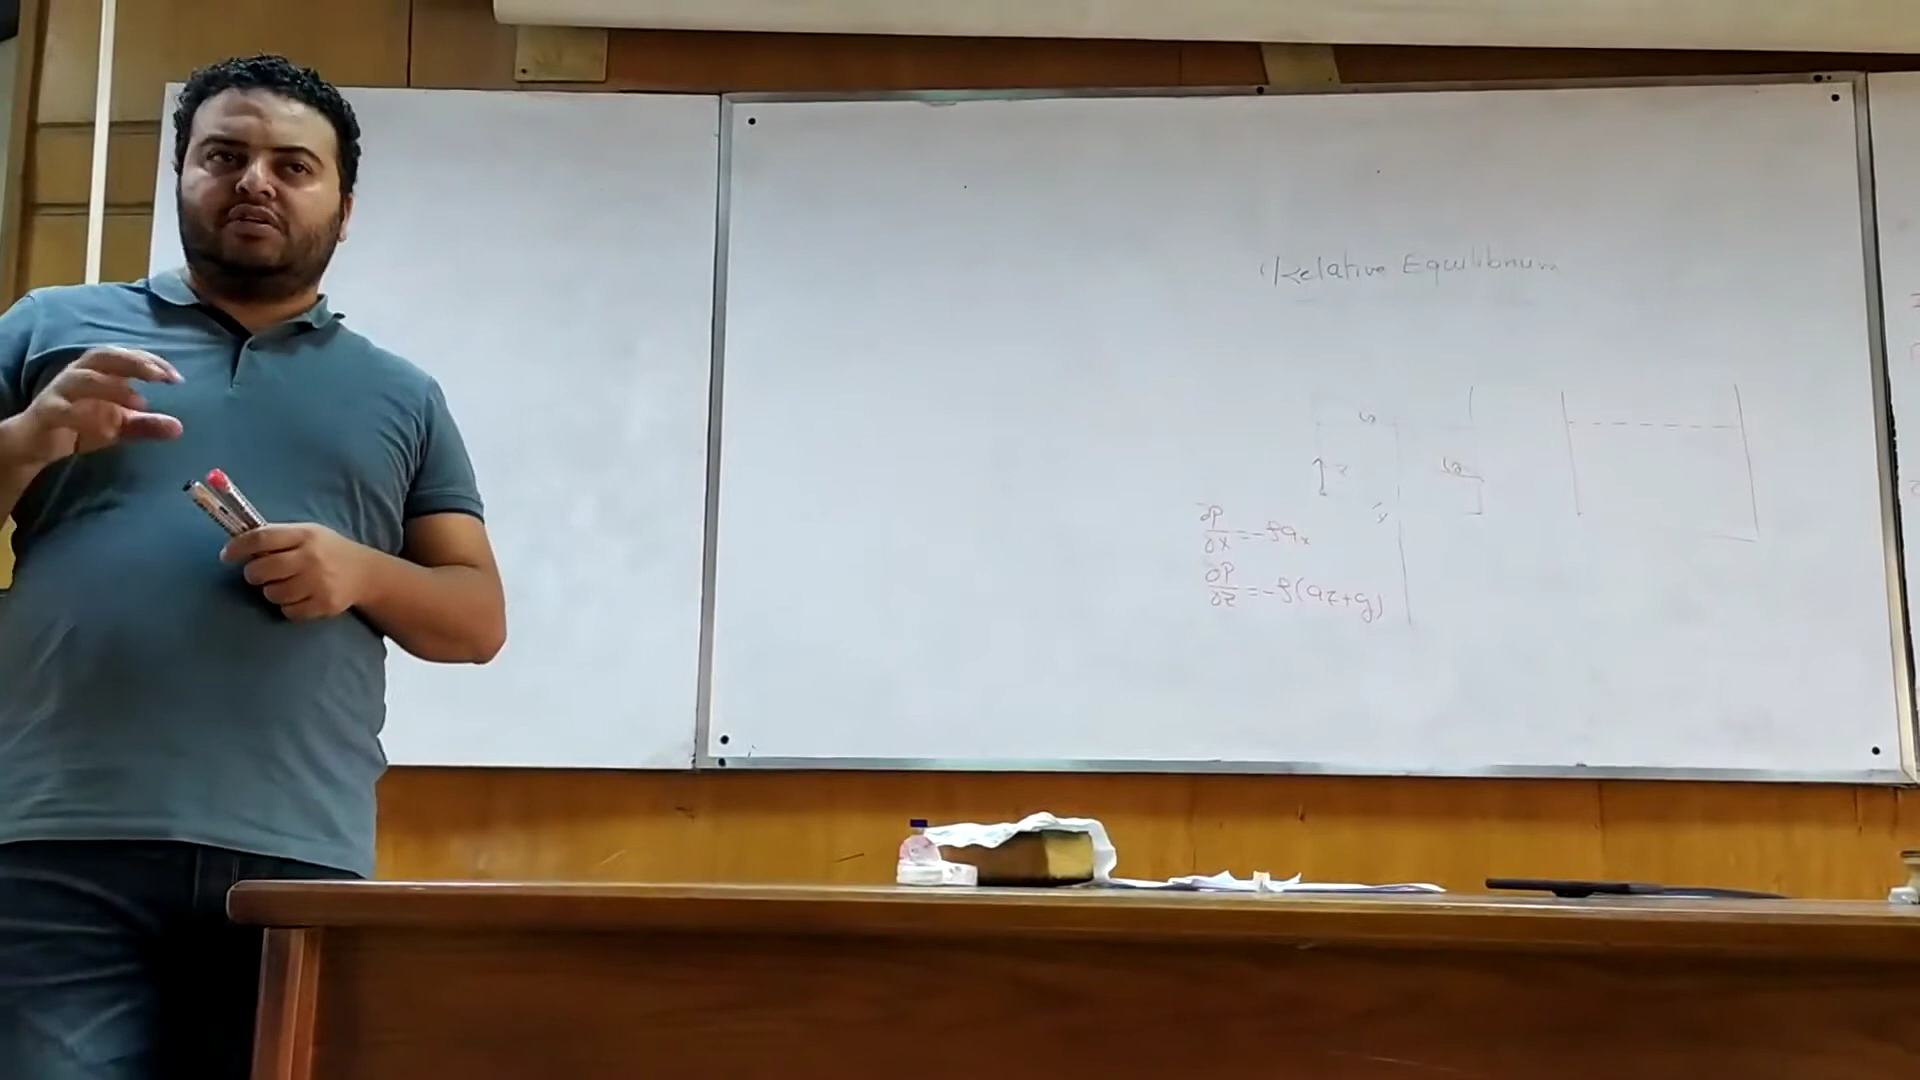 Relative Equilibrium
z
y
∂P/∂x = -ρax
∂P/∂z = -ρ(az+g)